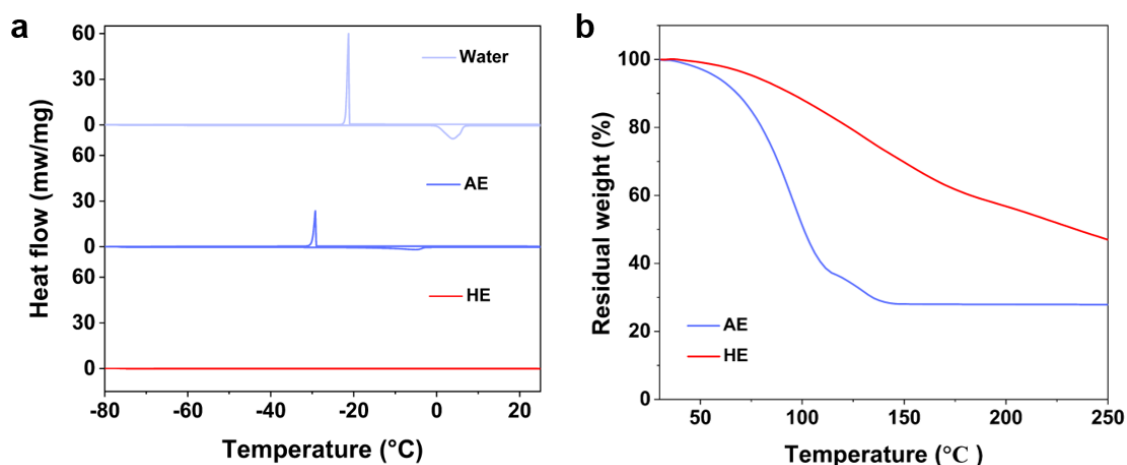 a
Heat flow (mw/mg)
60
30
0
Water
60
30
0
AE
60
30
0
HE
-80
-60
-40
-20
0
20
Temperature (°C)
b
Residual weight (%)
100
80
60
40
20
0
AE
HE
50
100
150
200
250
Temperature (°C )